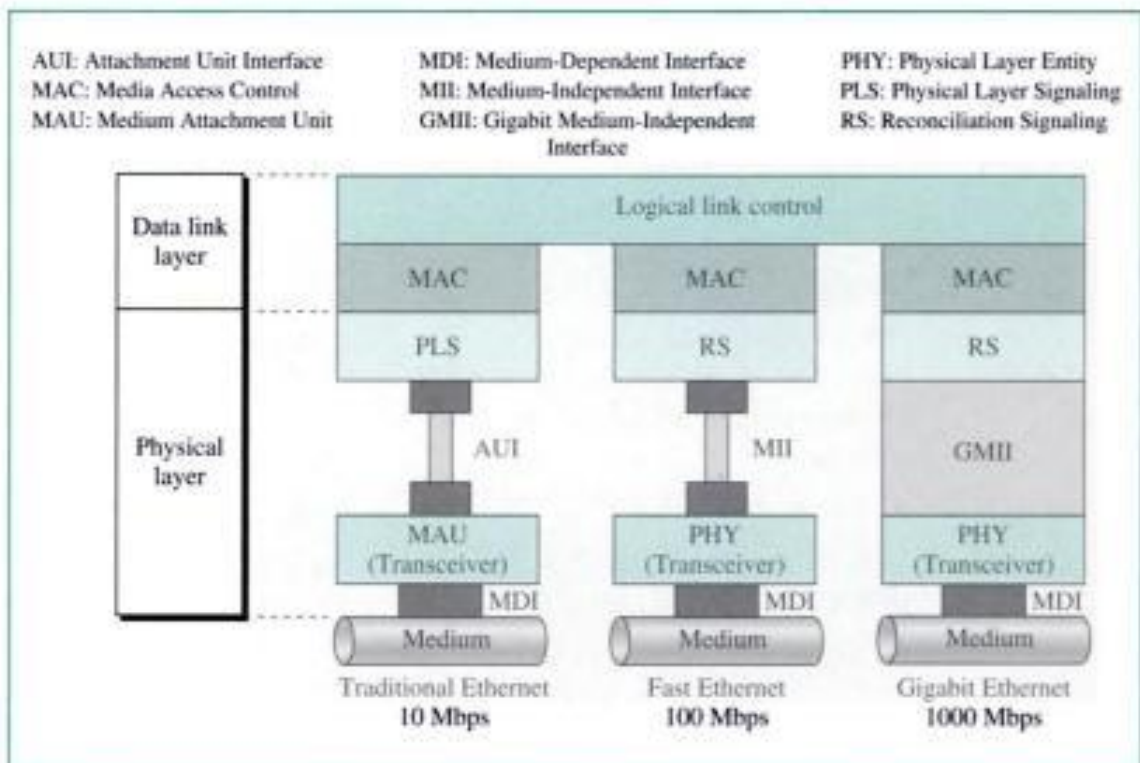 AUI: Attachment Unit Interface
MAC: Media Access Control
MAU: Medium Attachment Unit
MDI: Medium-Dependent Interface
MII: Medium-Independent Interface
GMII: Gigabit Medium-Independent
Interface
PHY: Physical Layer Entity
PLS: Physical Layer Signaling
RS: Reconciliation Signaling
Data link
layer
Physical
layer
Logical link control
MAC
MAC
MAC
PLS
RS
RS
AUI
MII
GMII
MAU
(Transceiver)
PHY
(Transceiver)
PHY
(Transceiver)
MDI
MDI
MDI
Medium
Medium
Medium
Traditional Ethernet
10 Mbps
Fast Ethernet
100 Mbps
Gigabit Ethernet
1000 Mbps